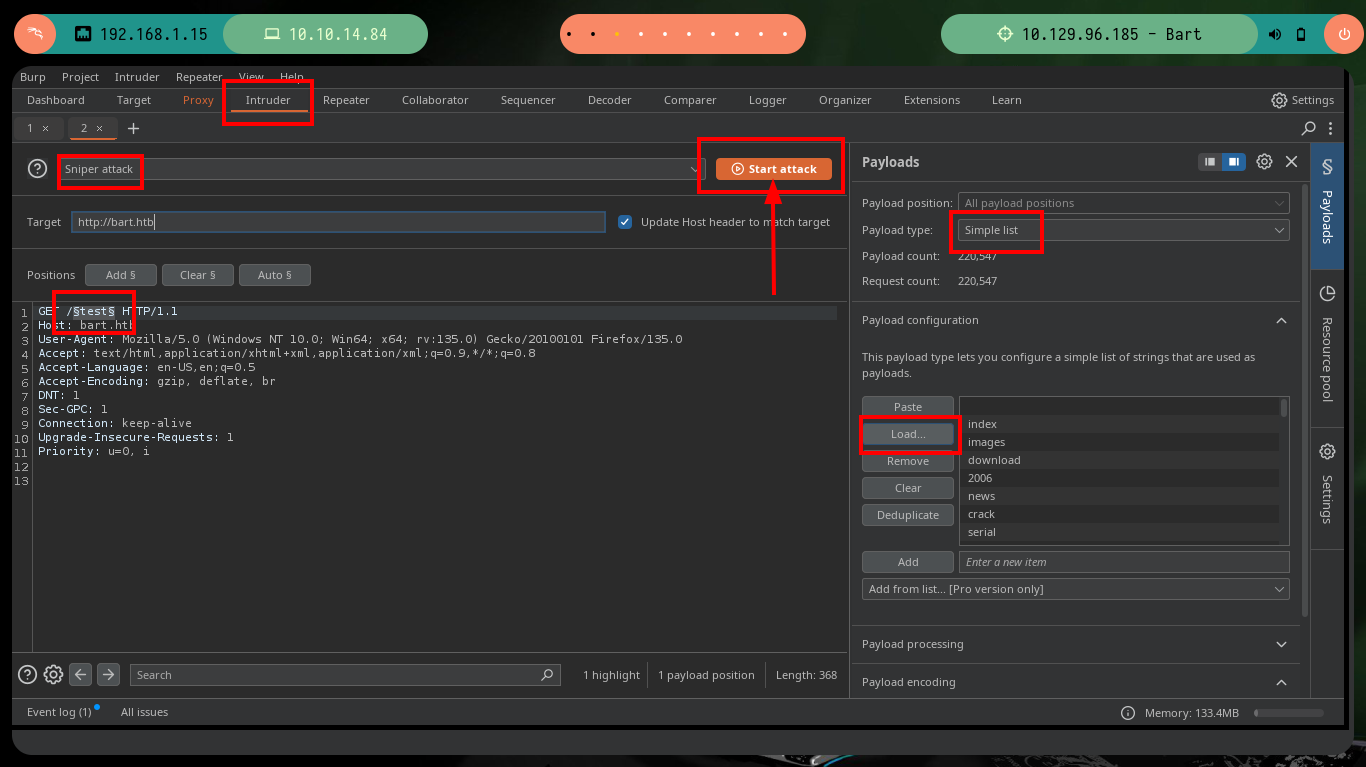 192.168.1.15
10.10.14.84
10.129.96.185 - Bart
Burp Project Intruder Repeater View Help
Dashboard Target Proxy Intruder Repeater Collaborator Sequencer Decoder Comparer Logger Organizer Extensions Learn Settings
1 × 2 × +
Sniper attack
Start attack
Target http://bart.htb Update Host header to match target
Positions Add § Clear § Auto §
1 GET /§test§ HTTP/1.1
2 Host: bart.htb
3 User-Agent: Mozilla/5.0 (Windows NT 10.0; Win64; x64; rv:135.0) Gecko/20100101 Firefox/135.0
4 Accept: text/html,application/xhtml+xml,application/xml;q=0.9,*/*;q=0.8
5 Accept-Language: en-US,en;q=0.5
6 Accept-Encoding: gzip, deflate, br
7 DNT: 1
8 Sec-GPC: 1
9 Connection: keep-alive
10 Upgrade-Insecure-Requests: 1
11 Priority: u=0, i
12
13
Search
1 highlight 1 payload position Length: 368
Payloads
Payload position: All payload positions
Payload type: Simple list
Payload count: 220,547
Request count: 220,547
Payload configuration
This payload type lets you configure a simple list of strings that are used as
payloads.
Paste
Load...
Remove
Clear
Deduplicate
index
images
download
2006
news
crack
serial
Add Enter a new item
Add from list... [Pro version only]
Payload processing
Payload encoding
§ Payloads
Resource pool
Settings
Event log (1) All issues
Memory: 133.4MB